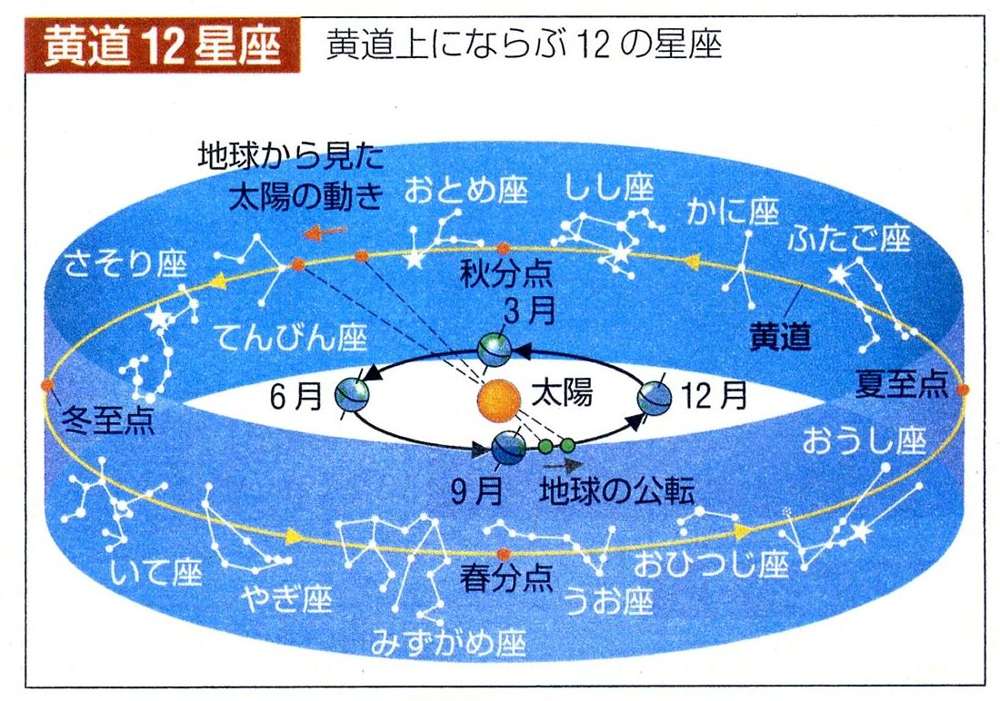 黄道12星座
黄道上にならぶ12の星座
地球から見た
太陽の動き
おとめ座
しし座
かに座
ふたご座
さそり座
秋分点
3月
てんびん座
黄道
6月
太陽
12月
夏至点
冬至点
おうし座
9月
地球の公転
いて座
やぎ座
みずがめ座
春分点
うお座
おひつじ座